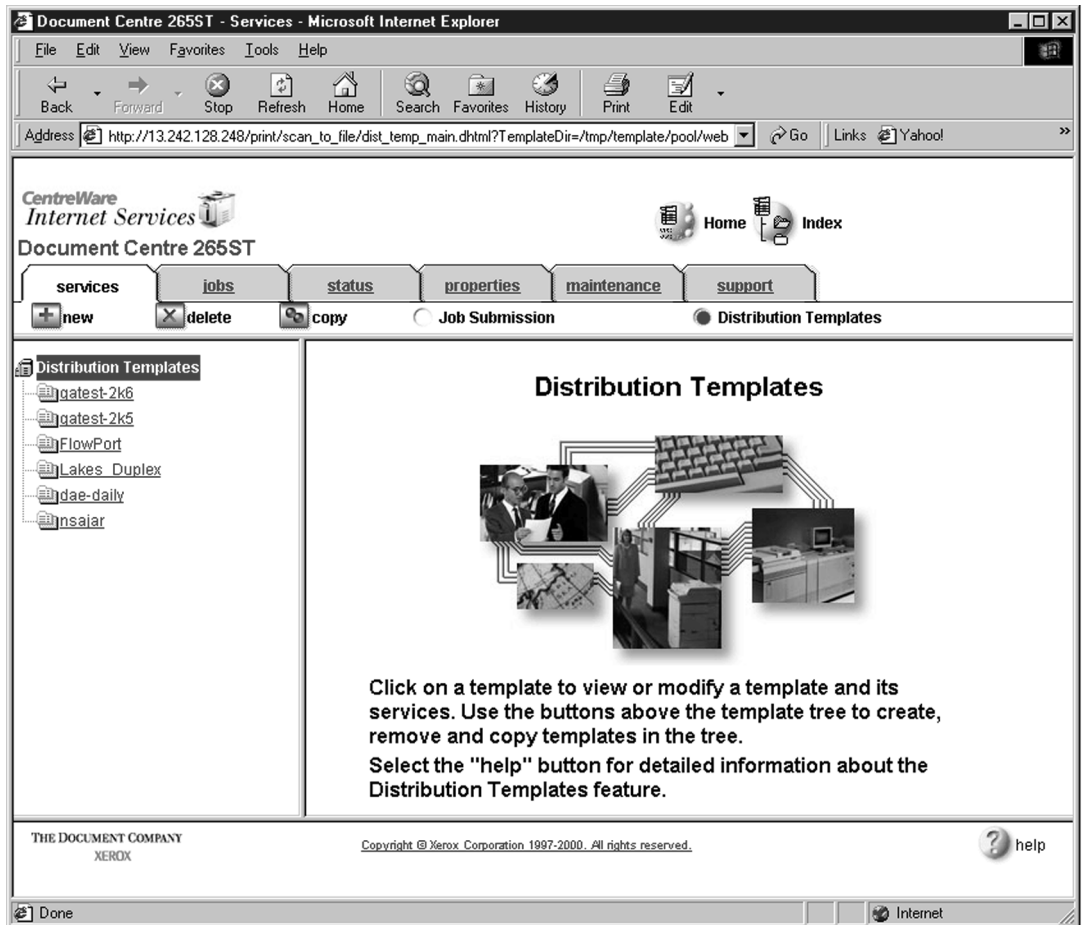 Document Centre 265ST - Services - Microsoft Internet Explorer
File Edit View Favorites Tools Help
Back Forward Stop Refresh Home Search Favorites History Print Edit
Address http://13.242.128.248/print/scan_to_file/dist_temp_main.dhtml?TemplateDir=/tmp/template/pool/web Go Links Yahoo! »
CentreWare
Internet Services
Home Index
Document Centre 265ST
services jobs status properties maintenance support
new delete copy Job Submission Distribution Templates
Distribution Templates
qatest-2k6
qatest-2k5
FlowPort
Lakes_Duplex
dae-daily
nsajar
Distribution Templates
Click on a template to view or modify a template and its
services. Use the buttons above the template tree to create,
remove and copy templates in the tree.
Select the "help" button for detailed information about the
Distribution Templates feature.
THE DOCUMENT COMPANY
XEROX
Copyright © Xerox Corporation 1997-2000. All rights reserved.
? help
Done Internet